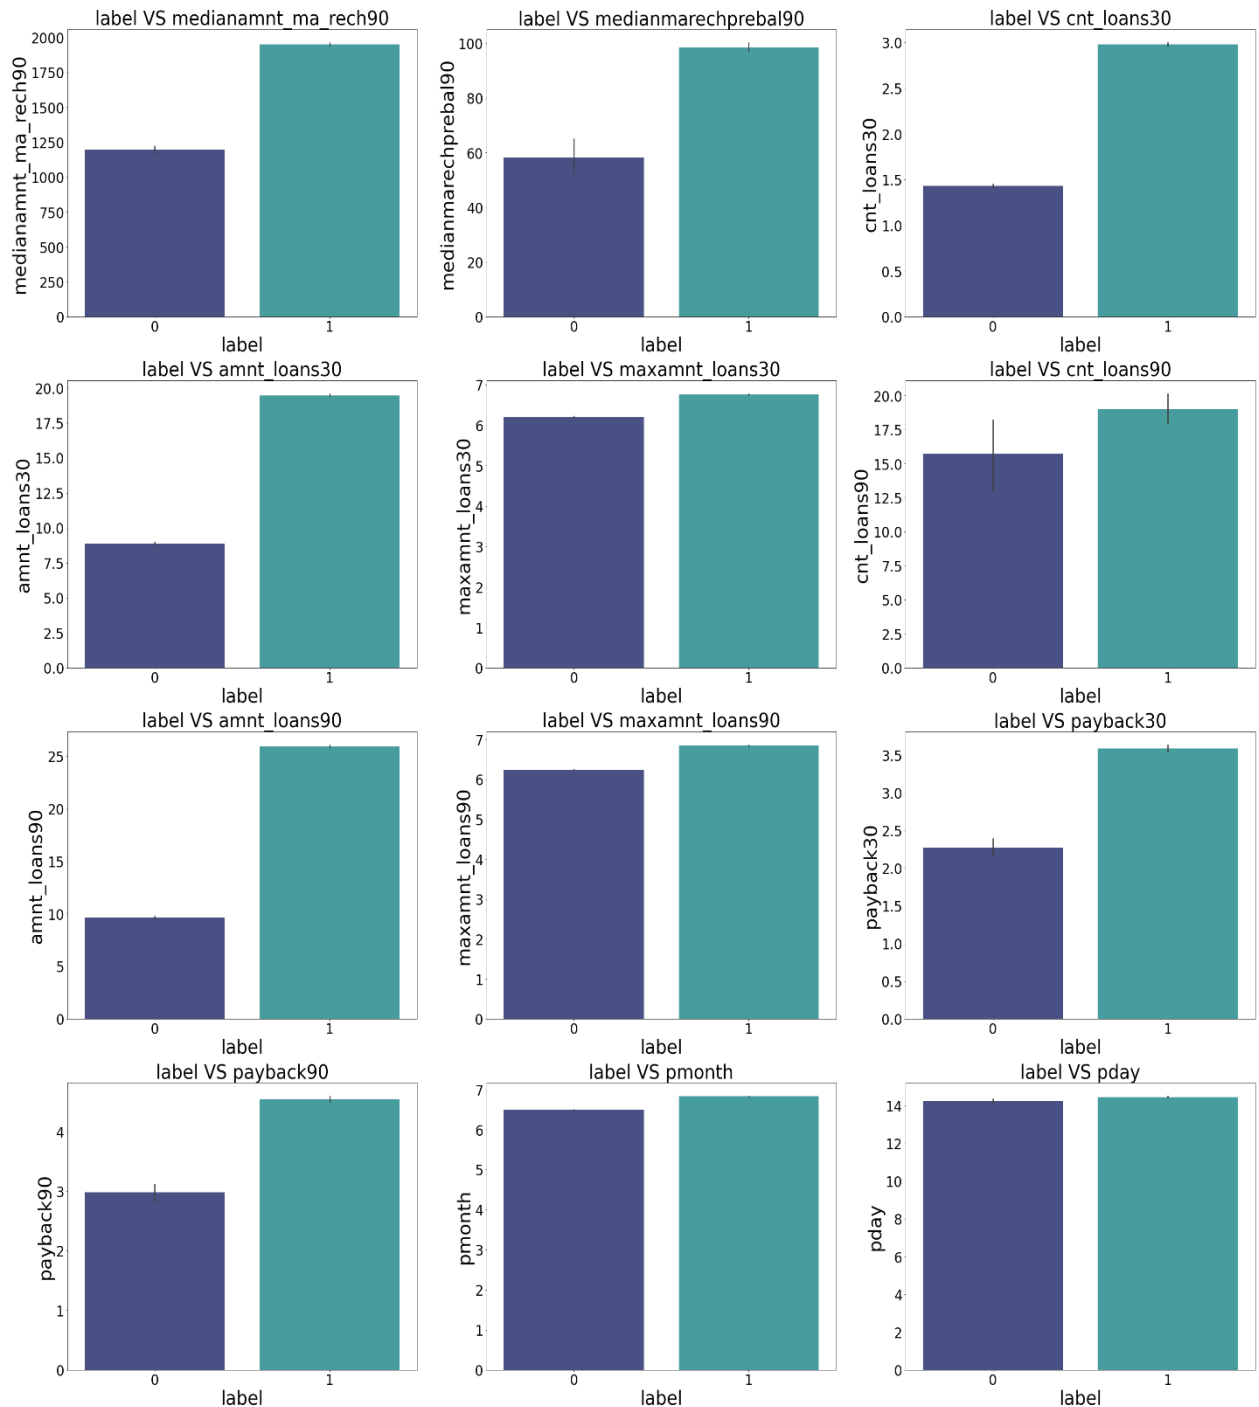 label VS medianamnt_ma_rech90
medianamnt_ma_rech90
2000
1750
1500
1250
1000
750
500
250
0
0 1
label
label VS medianmarechprebal90
medianmarechprebal90
100
80
60
40
20
0
0 1
label
label VS cnt_loans30
cnt_loans30
3.0
2.5
2.0
1.5
1.0
0.5
0.0
0 1
label
label VS amnt_loans30
amnt_loans30
20.0
17.5
15.0
12.5
10.0
7.5
5.0
2.5
0.0
0 1
label
label VS maxamnt_loans30
maxamnt_loans30
7
6
5
4
3
2
1
0
0 1
label
label VS cnt_loans90
cnt_loans90
20.0
17.5
15.0
12.5
10.0
7.5
5.0
2.5
0.0
0 1
label
label VS amnt_loans90
amnt_loans90
25
20
15
10
5
0
0 1
label
label VS maxamnt_loans90
maxamnt_loans90
7
6
5
4
3
2
1
0
0 1
label
label VS payback30
payback30
3.5
3.0
2.5
2.0
1.5
1.0
0.5
0.0
0 1
label
label VS payback90
payback90
4
3
2
1
0
0 1
label
label VS pmonth
pmonth
7
6
5
4
3
2
1
0
0 1
label
label VS pday
pday
14
12
10
8
6
4
2
0
0 1
label